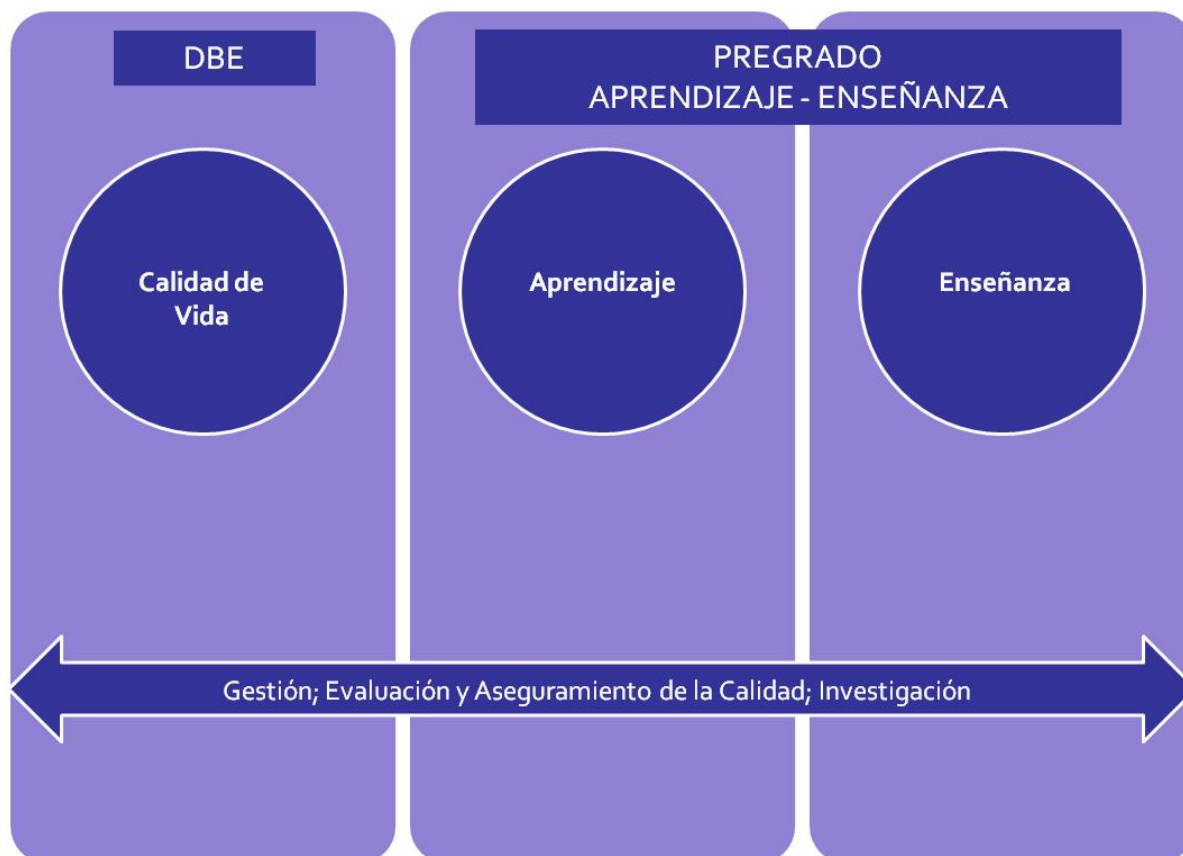 DBE
PREGRADO
APRENDIZAJE - ENSEÑANZA
Calidad de
Vida
Aprendizaje
Enseñanza
Gestión; Evaluación y Aseguramiento de la Calidad; Investigación